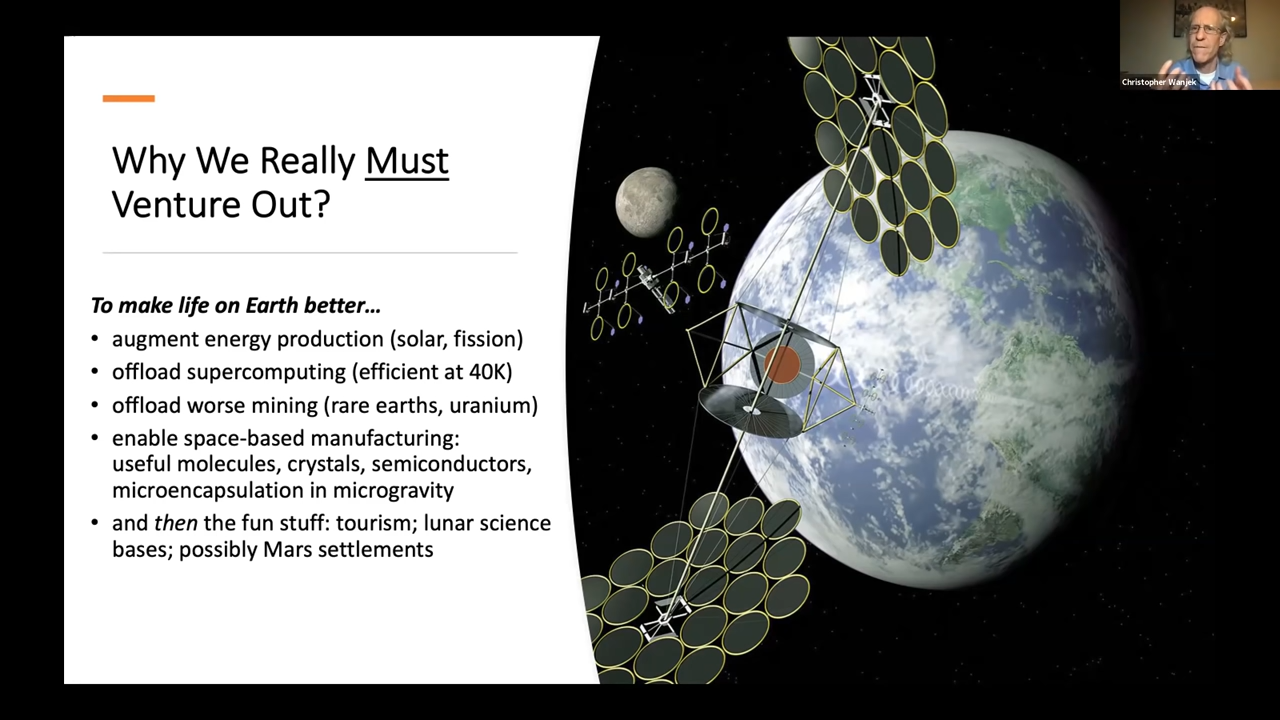 Why We Really Must
Venture Out?
To make life on Earth better...
• augment energy production (solar, fission)
• offload supercomputing (efficient at 40K)
• offload worse mining (rare earths, uranium)
• enable space-based manufacturing:
useful molecules, crystals, semiconductors,
microencapsulation in microgravity
• and then the fun stuff: tourism; lunar science
bases; possibly Mars settlements
Christopher Wanjek